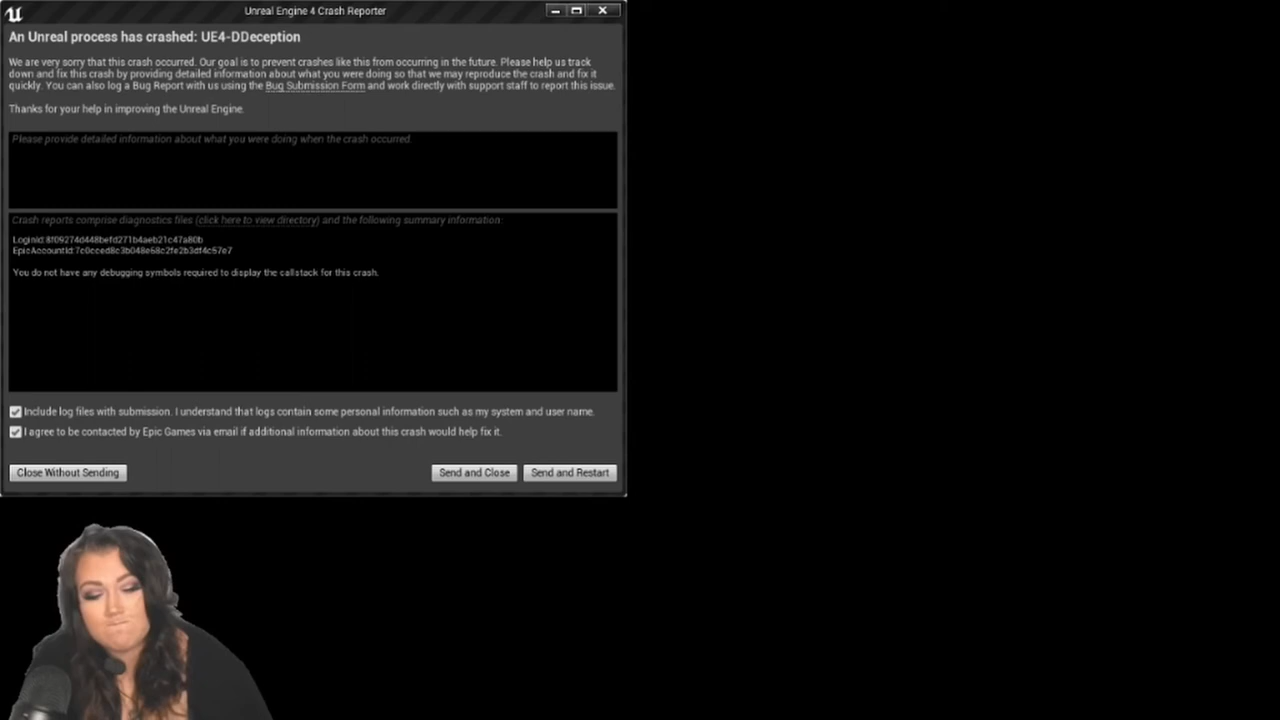 Unreal Engine 4 Crash Reporter
An Unreal process has crashed: UE4-DDeception
We are very sorry that this crash occurred. Our goal is to prevent crashes like this from occurring in the future. Please help us track
down and fix this crash by providing detailed information about what you were doing so that we may reproduce the crash and fix it
quickly. You can also log a Bug Report with us using the Bug Submission Form and work directly with support staff to report this issue.
Thanks for your help in improving the Unreal Engine.
Please provide detailed information about what you were doing when the crash occurred.
Crash reports comprise diagnostics files (click here to view directory) and the following summary information:
LoginId:8f09274d448befd271b4aeb21c47a80b
EpicAccountId:7c0cced8c3b048e68c2fe2b3df4c57e7
You do not have any debugging symbols required to display the callstack for this crash.
Include log files with submission. I understand that logs contain some personal information such as my system and user name.
I agree to be contacted by Epic Games via email if additional information about this crash would help fix it.
Close Without Sending
Send and Close
Send and Restart